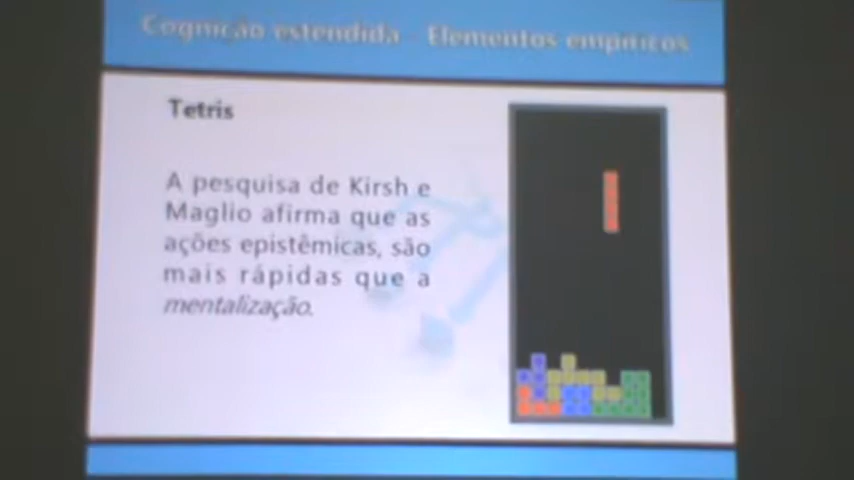 Cognição estendida - Elementos empíricos
Tetris
A pesquisa de Kirsh e
Maglio afirma que as
ações epistêmicas, são
mais rápidas que a
mentalização.